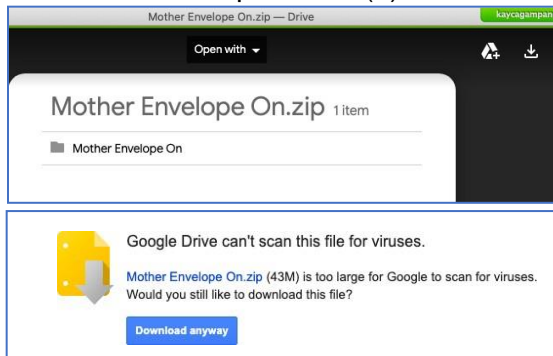 Mother Envelope On.zip — Drive
kaycagampan
Open with
Mother Envelope On.zip 1 item
Mother Envelope On
Google Drive can't scan this file for viruses.
Mother Envelope On.zip (43M) is too large for Google to scan for viruses.
Would you still like to download this file?
Download anyway